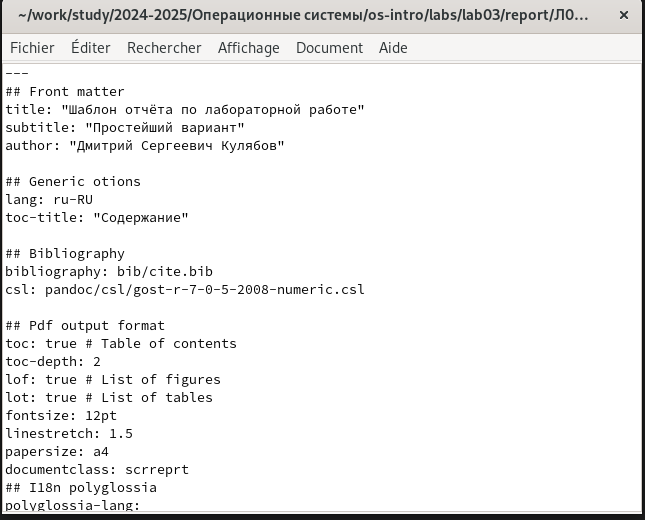 ~/work/study/2024-2025/Операционные системы/os-intro/labs/lab03/report/Л0...
×
Fichier Éditer Rechercher Affichage Document Aide
---
## Front matter
title: "Шаблон отчёта по лабораторной работе"
subtitle: "Простейший вариант"
author: "Дмитрий Сергеевич Кулябов"

## Generic otions
lang: ru-RU
toc-title: "Содержание"

## Bibliography
bibliography: bib/cite.bib
csl: pandoc/csl/gost-r-7-0-5-2008-numeric.csl

## Pdf output format
toc: true # Table of contents
toc-depth: 2
lof: true # List of figures
lot: true # List of tables
fontsize: 12pt
linestretch: 1.5
papersize: a4
documentclass: scrreprt
## I18n polyglossia
polyglossia-lang: